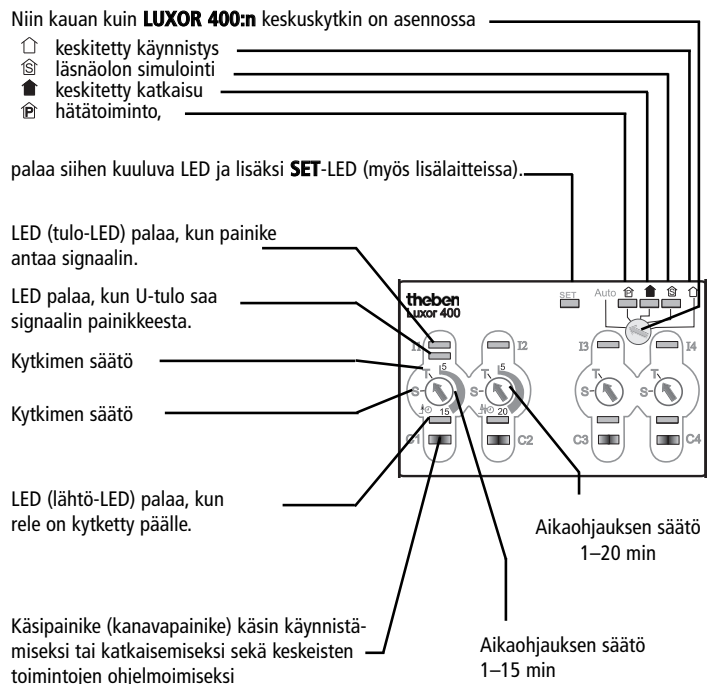 Niin kauan kuin LUXOR 400:n keskuskytkin on asennossa
keskitetty käynnistys
S läsnäolon simulointi
keskitetty katkaisu
P hätätoiminto,
palaa siihen kuuluva LED ja lisäksi SET-LED (myös lisälaitteissa).
LED (tulo-LED) palaa, kun painike
antaa signaalin.
LED palaa, kun U-tulo saa
signaalin painikkeesta.
Kytkimen säätö
Kytkimen säätö
LED (lähtö-LED) palaa, kun
rele on kytketty päälle.
Käsipainike (kanavapainike) käsin käynnistä-
miseksi tai katkaisemiseksi sekä keskeisten
toimintojen ohjelmoimiseksi
theben
Luxor 400
SET
Auto P S
I1 I2 I3 I4
T 5 T 5 T T
S S S S
15 20
C1 C2 C3 C4
Aikaohjauksen säätö
1–20 min
Aikaohjauksen säätö
1–15 min